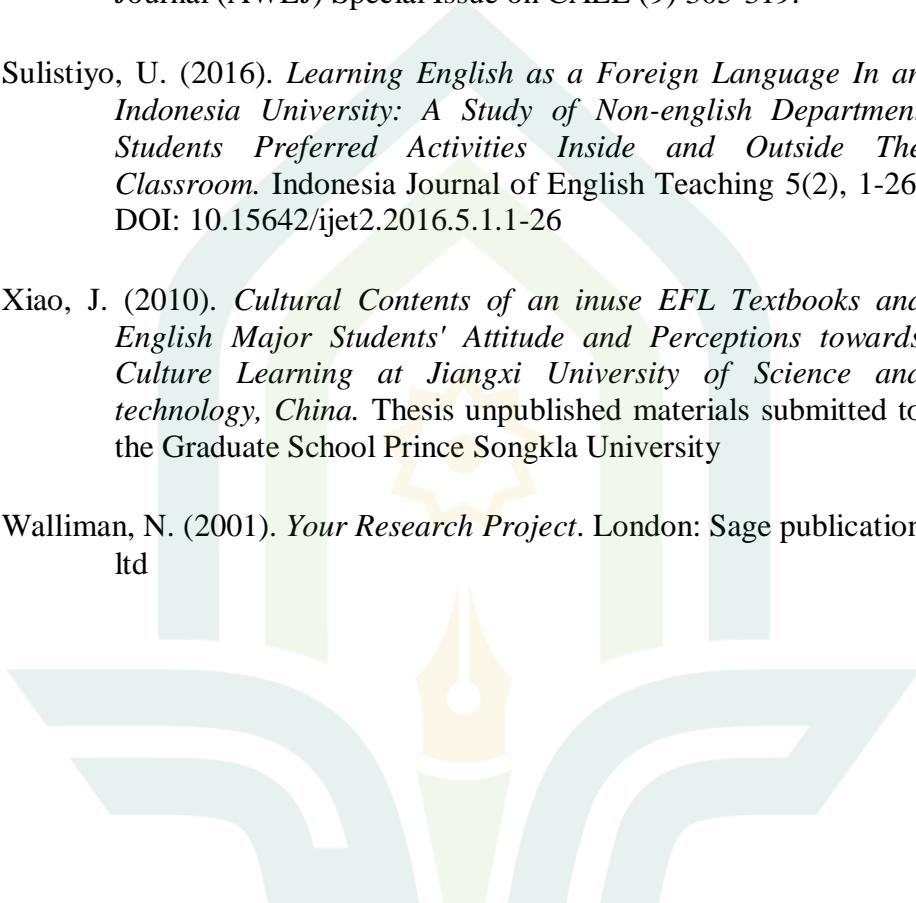 Journal (AWEJ) Special Issue on CALL (9)
Sulistiyo, U. (2016). Learning English as a Foreign Language In an
Indonesia University: A Study of Non-english Department
Students Preferred Activities Inside and Outside The
Classroom. Indonesia Journal of English Teaching 5(2), 1-26
DOI: 10.15642/ijet2.2016.5.1.1-26
Xiao, J. (2010). Cultural Contents of an inuse EFL Textbooks and
English Major Students' Attitude and Perceptions towards
Culture Learning at Jiangxi University of Science and
technology, China. Thesis unpublished materials submitted to
the Graduate School Prince Songkla University
Walliman, N. (2001). Your Research Project. London: Sage publication
ltd